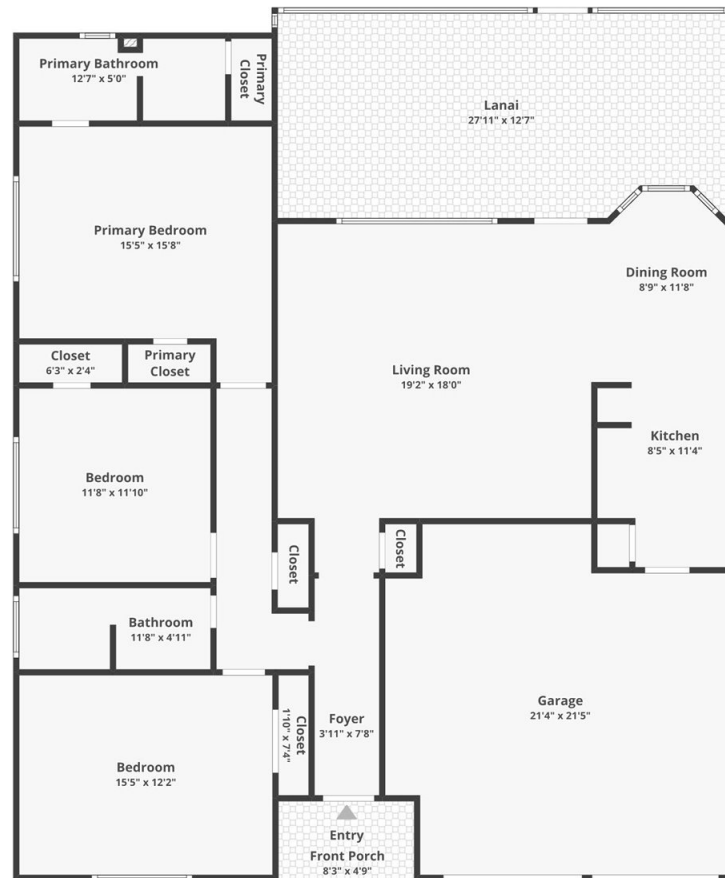 Primary Bathroom
12'7" x 5'0"
Primary
Closet
Lanai
27'11" x 12'7"
Primary Bedroom
15'5" x 15'8"
Dining Room
8'9" x 11'8"
Closet
6'3" x 2'4"
Primary
Closet
Living Room
19'2" x 18'0"
Kitchen
8'5" x 11'4"
Bedroom
11'8" x 11'10"
Closet
Closet
Bathroom
11'8" x 4'11"
Garage
21'4" x 21'5"
Closet
1'10" x 7'4"
Foyer
3'11" x 7'8"
Bedroom
15'5" x 12'2"
Entry
Front Porch
8'3" x 4'9"